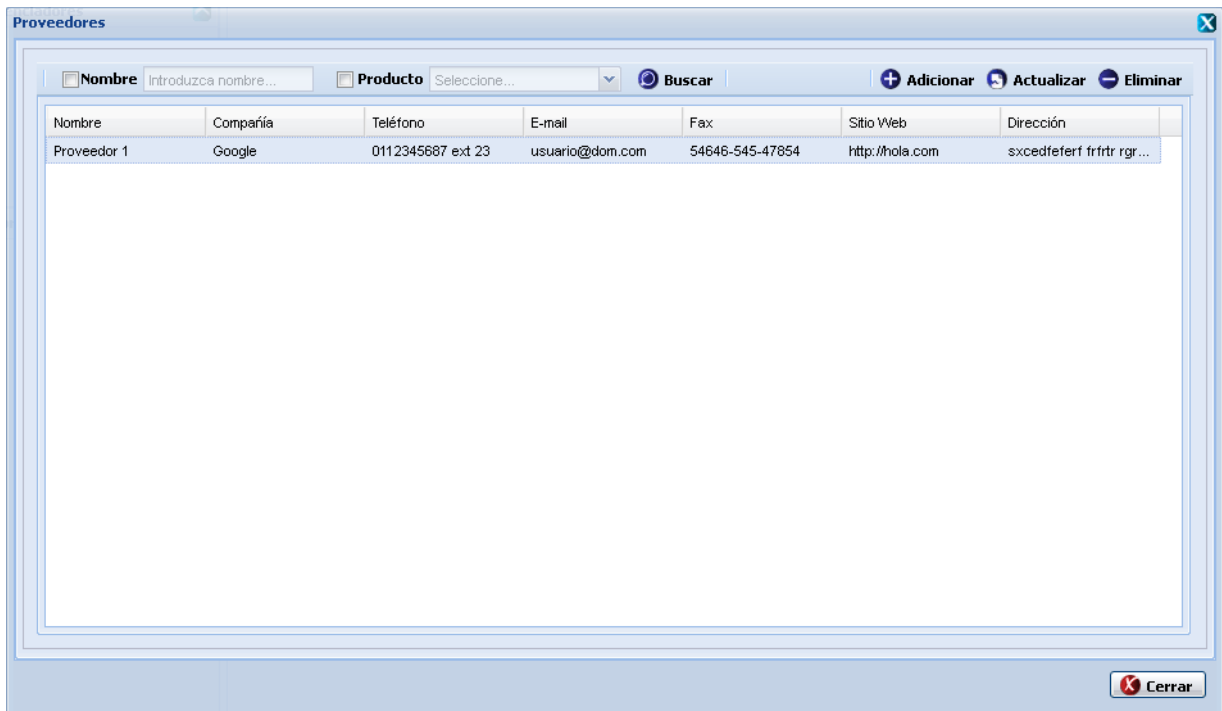 Proveedores
Nombre Introduzca nombre... Producto Seleccione... Buscar Adicionar Actualizar Eliminar
Nombre Compañía Teléfono E-mail Fax Sitio Web Dirección
Proveedor 1 Google 0112345687 ext 23 usuario@dom.com 54646-545-47854 http://hola.com sxcedfeferf frfrtr rgr...
Cerrar